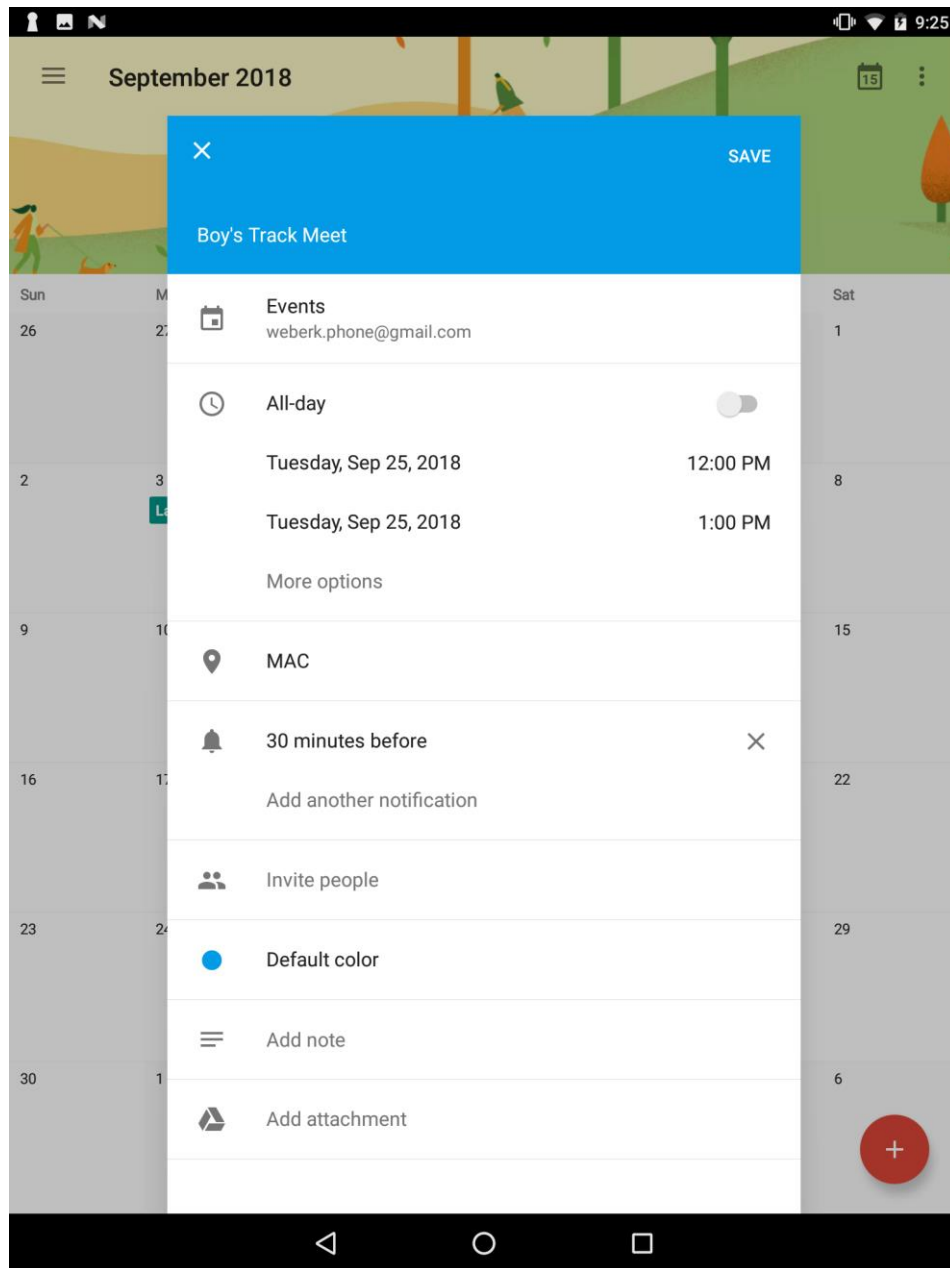 9:25
September 2018
15
SAVE
Boy's Track Meet
Sun
Sat
Events
weberk.phone@gmail.com
26
1
All-day
Tuesday, Sep 25, 2018 12:00 PM
2
3
8
Tuesday, Sep 25, 2018 1:00 PM
More options
9
15
MAC
30 minutes before
16
22
Add another notification
Invite people
23
29
Default color
Add note
30
1
6
Add attachment